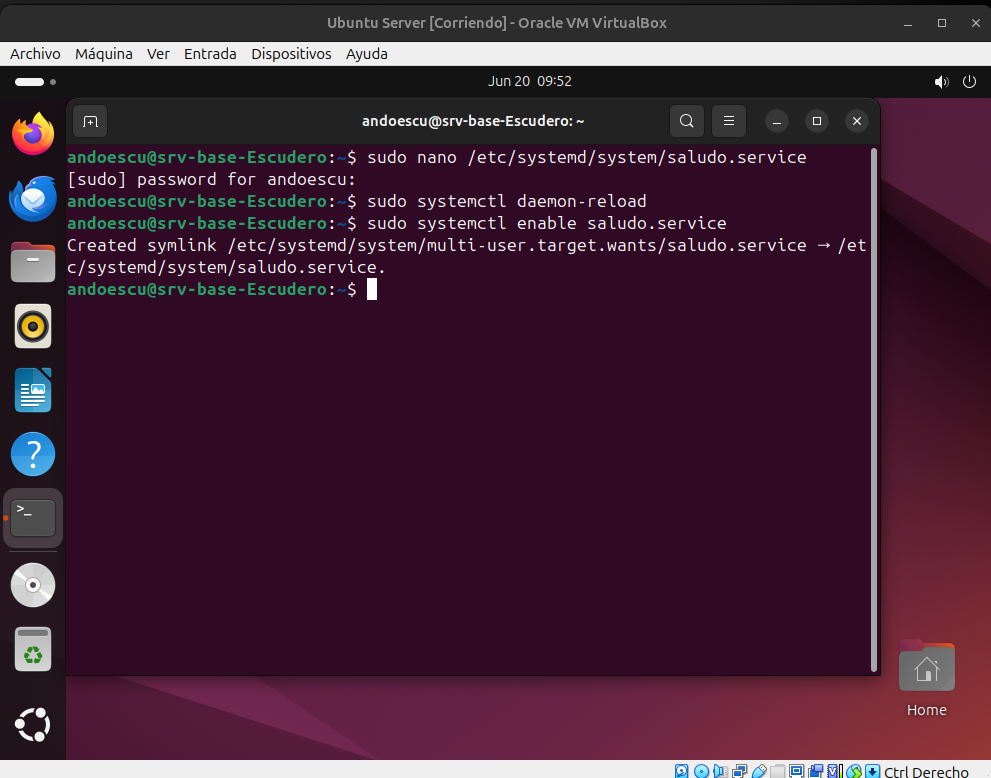 Ubuntu Server [Corriendo] - Oracle VM VirtualBox
Archivo Máquina Ver Entrada Dispositivos Ayuda
Jun 20 09:52
andoescu@srv-base-Escudero: ~
andoescu@srv-base-Escudero:~$ sudo nano /etc/systemd/system/saludo.service
[sudo] password for andoescu:
andoescu@srv-base-Escudero:~$ sudo systemctl daemon-reload
andoescu@srv-base-Escudero:~$ sudo systemctl enable saludo.service
Created symlink /etc/systemd/system/multi-user.target.wants/saludo.service → /et
c/systemd/system/saludo.service.
andoescu@srv-base-Escudero:~$
Home
Ctrl Derecho